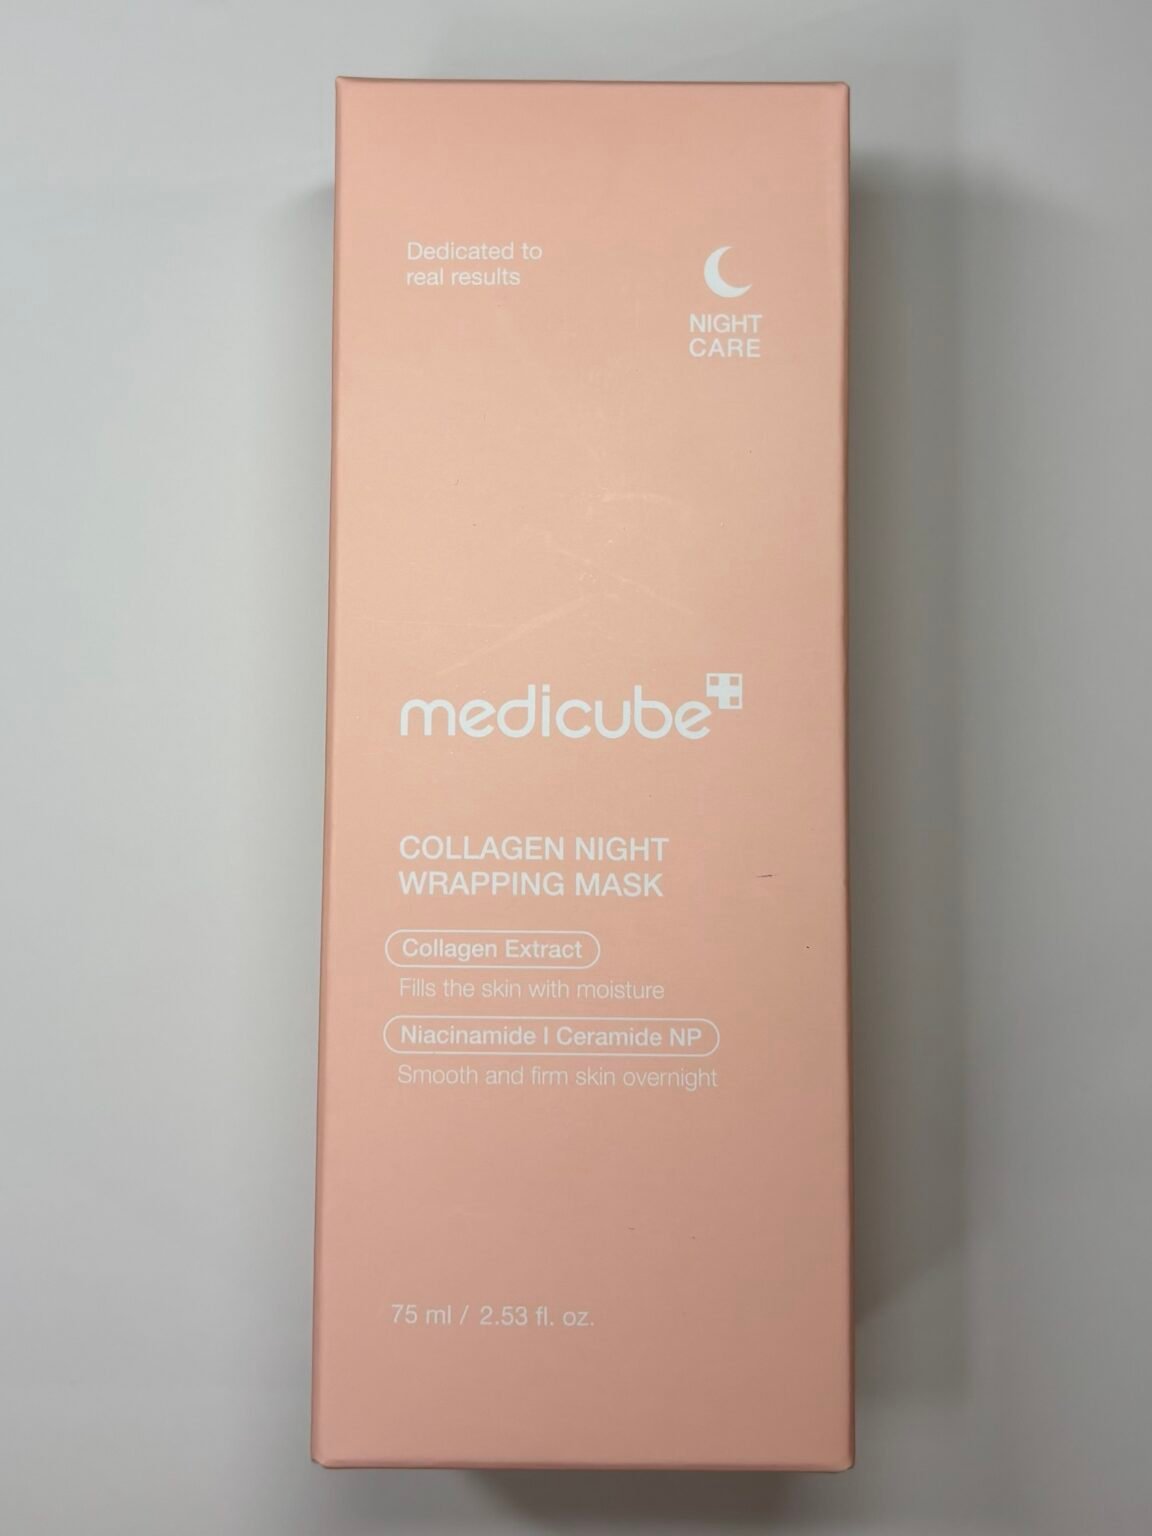 Dedicated to
real results
NIGHT
CARE
medicube
COLLAGEN NIGHT
WRAPPING MASK
Collagen Extract
Fills the skin with moisture
Niacinamide | Ceramide NP
Smooth and firm skin overnight
75 ml / 2.53 fl. oz.